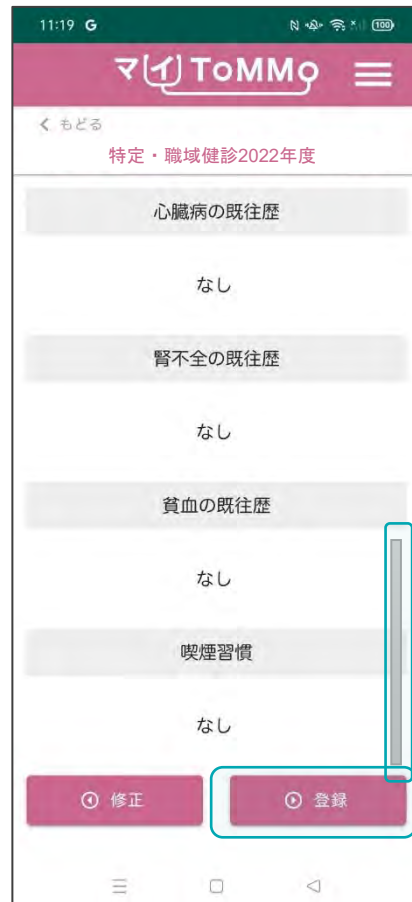 11:19 G
100
マイToMMo
もどる
特定・職域健診2022年度
心臓病の既往歴
なし
腎不全の既往歴
なし
貧血の既往歴
なし
喫煙習慣
なし
修正
登録